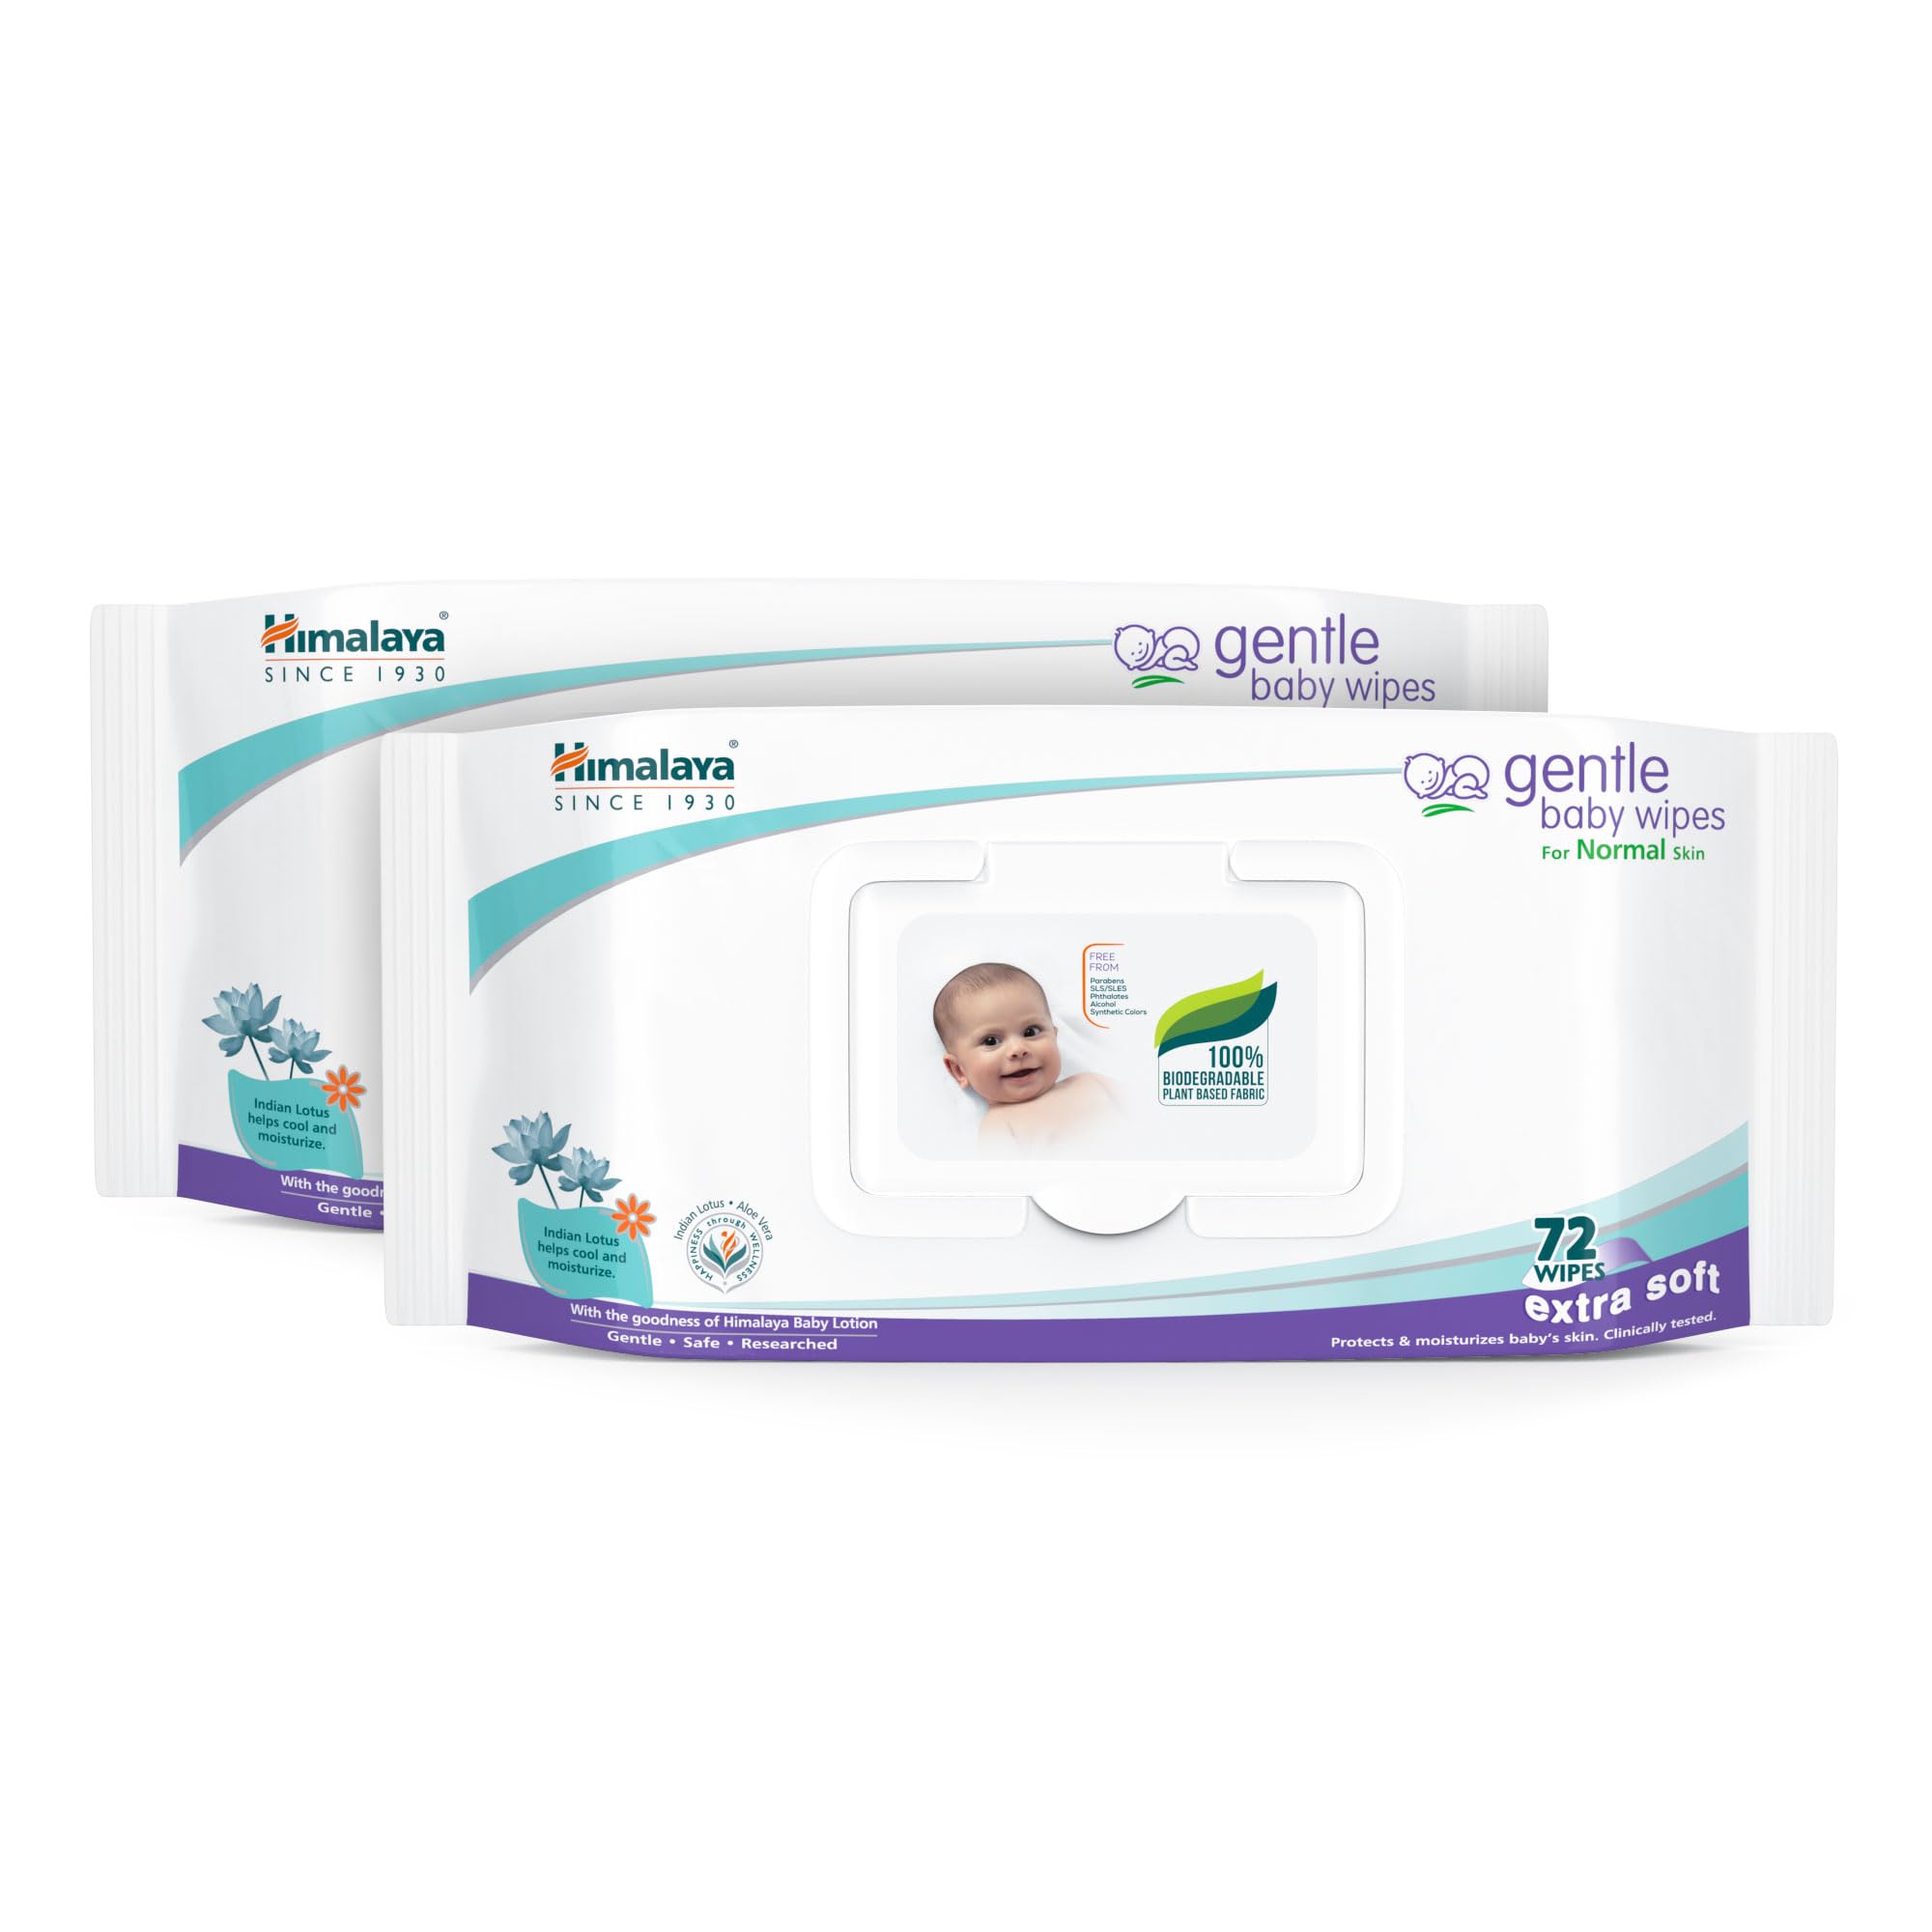 Himalaya®
SINCE 1930
gentle
baby wipes
Indian Lotus
helps cool and
moisturize.
With the goodn
Gentle •
Himalaya®
SINCE 1930
gentle
baby wipes
For Normal Skin
FREE
FROM
Parabens
SLS/SLES
Phthalates
Alcohol
Synthetic Colors
100%
BIODEGRADABLE
PLANT BASED FABRIC
Indian Lotus
helps cool and
moisturize.
Indian Lotus • Aloe Vera
HAPPINESS through WELLNESS
72
WIPES
extra soft
With the goodness of Himalaya Baby Lotion
Gentle • Safe • Researched
Protects & moisturizes baby's skin. Clinically tested.